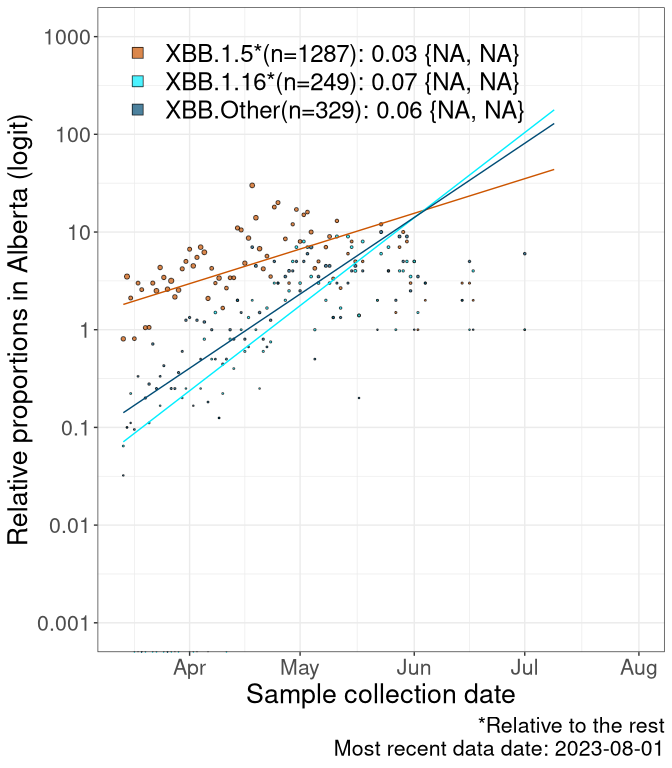 XBB.1.5*(n=1287): 0.03 {NA, NA}
XBB.1.16*(n=249): 0.07 {NA, NA}
XBB.Other(n=329): 0.06 {NA, NA}
Relative proportions in Alberta (logit)
1000
100
10
1
0.1
0.01
0.001
Apr May Jun Jul Aug
Sample collection date
*Relative to the rest
Most recent data date: 2023-08-01